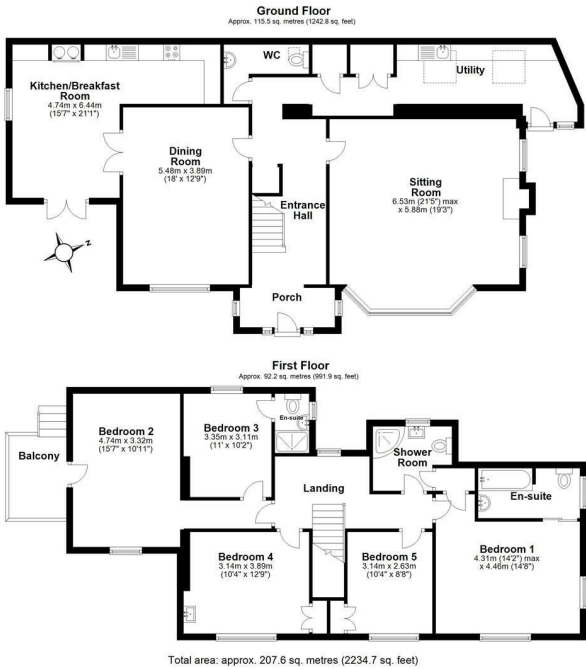 Ground Floor
Approx. 115.5 sq. metres (1242.8 sq. feet)
WC
Utility
Kitchen/Breakfast
Room
4.74m x 6.44m
(15'7" x 21'1")
Dining
Room
5.48m x 3.89m
(18' x 12'9")
Sitting
Room
6.53m (21'5") max
x 5.88m (19'3")
Entrance
Hall
N
Porch
First Floor
Approx. 92.2 sq. metres (991.9 sq. feet)
Bedroom 2
4.74m x 3.32m
(15'7" x 10'11")
Bedroom 3
3.35m x 3.11m
(11' x 10'2")
En-suite
Balcony
Shower
Room
Landing
En-suite
Bedroom 4
3.14m x 3.89m
(10'4" x 12'9")
Bedroom 5
3.14m x 2.63m
(10'4" x 8'8")
Bedroom 1
4.31m (14'2") max
x 4.46m (14'8")
Total area: approx. 207.6 sq. metres (2234.7 sq. feet)